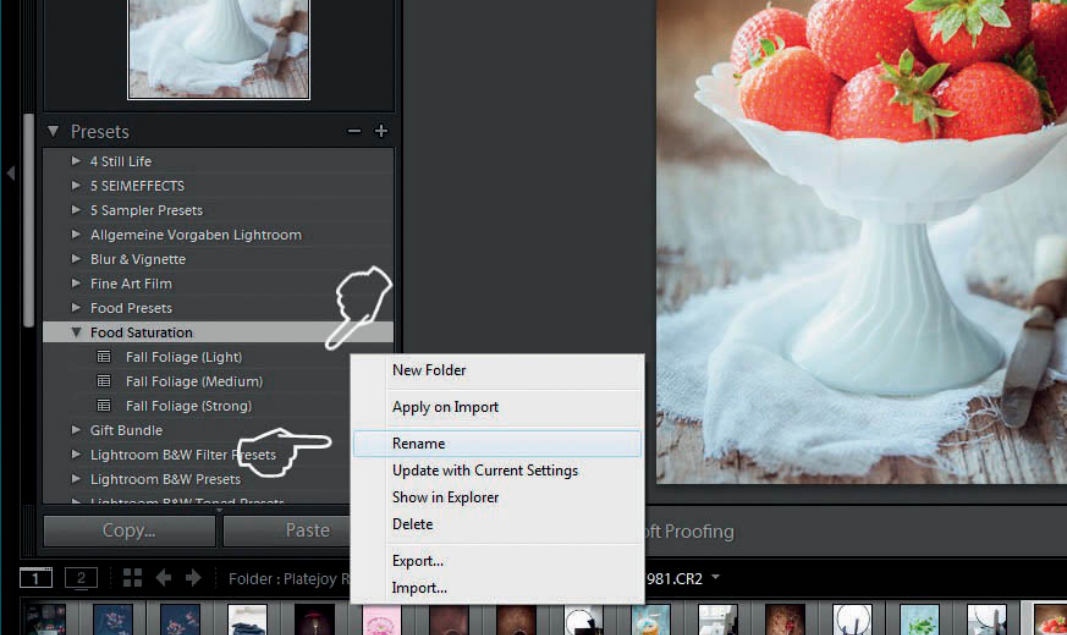 Presets
4 Still Life
5 SEIMEFFECTS
5 Sampler Presets
Allgemeine Vorgaben Lightroom
Blur & Vignette
Fine Art Film
Food Presets
Food Saturation
Fall Foliage (Light)
Fall Foliage (Medium)
Fall Foliage (Strong)
Gift Bundle
Lightroom B&W Filter Presets
Lightroom B&W Presets
Lightroom B&W Toned Presets
New Folder
Apply on Import
Rename
Update with Current Settings
Show in Explorer
Delete
Export...
Import...
Copy...
Paste
oft Proofing
1
2
Folder : Platejoy R
981.CR2